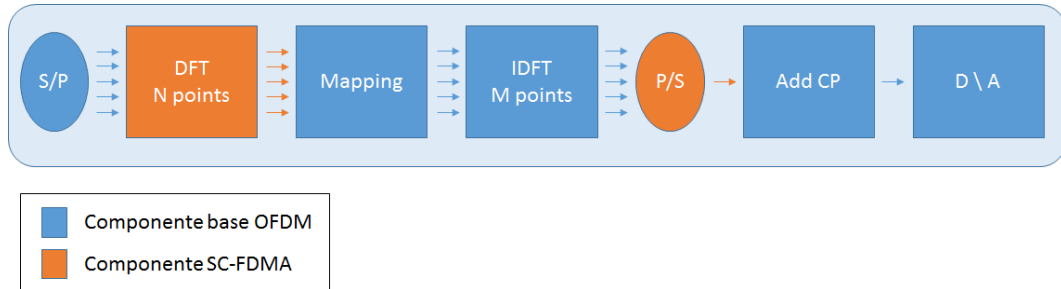 S/P
DFT
N points
Mapping
IDFT
M points
P/S
Add CP
D \ A
Componente base OFDM
Componente SC-FDMA